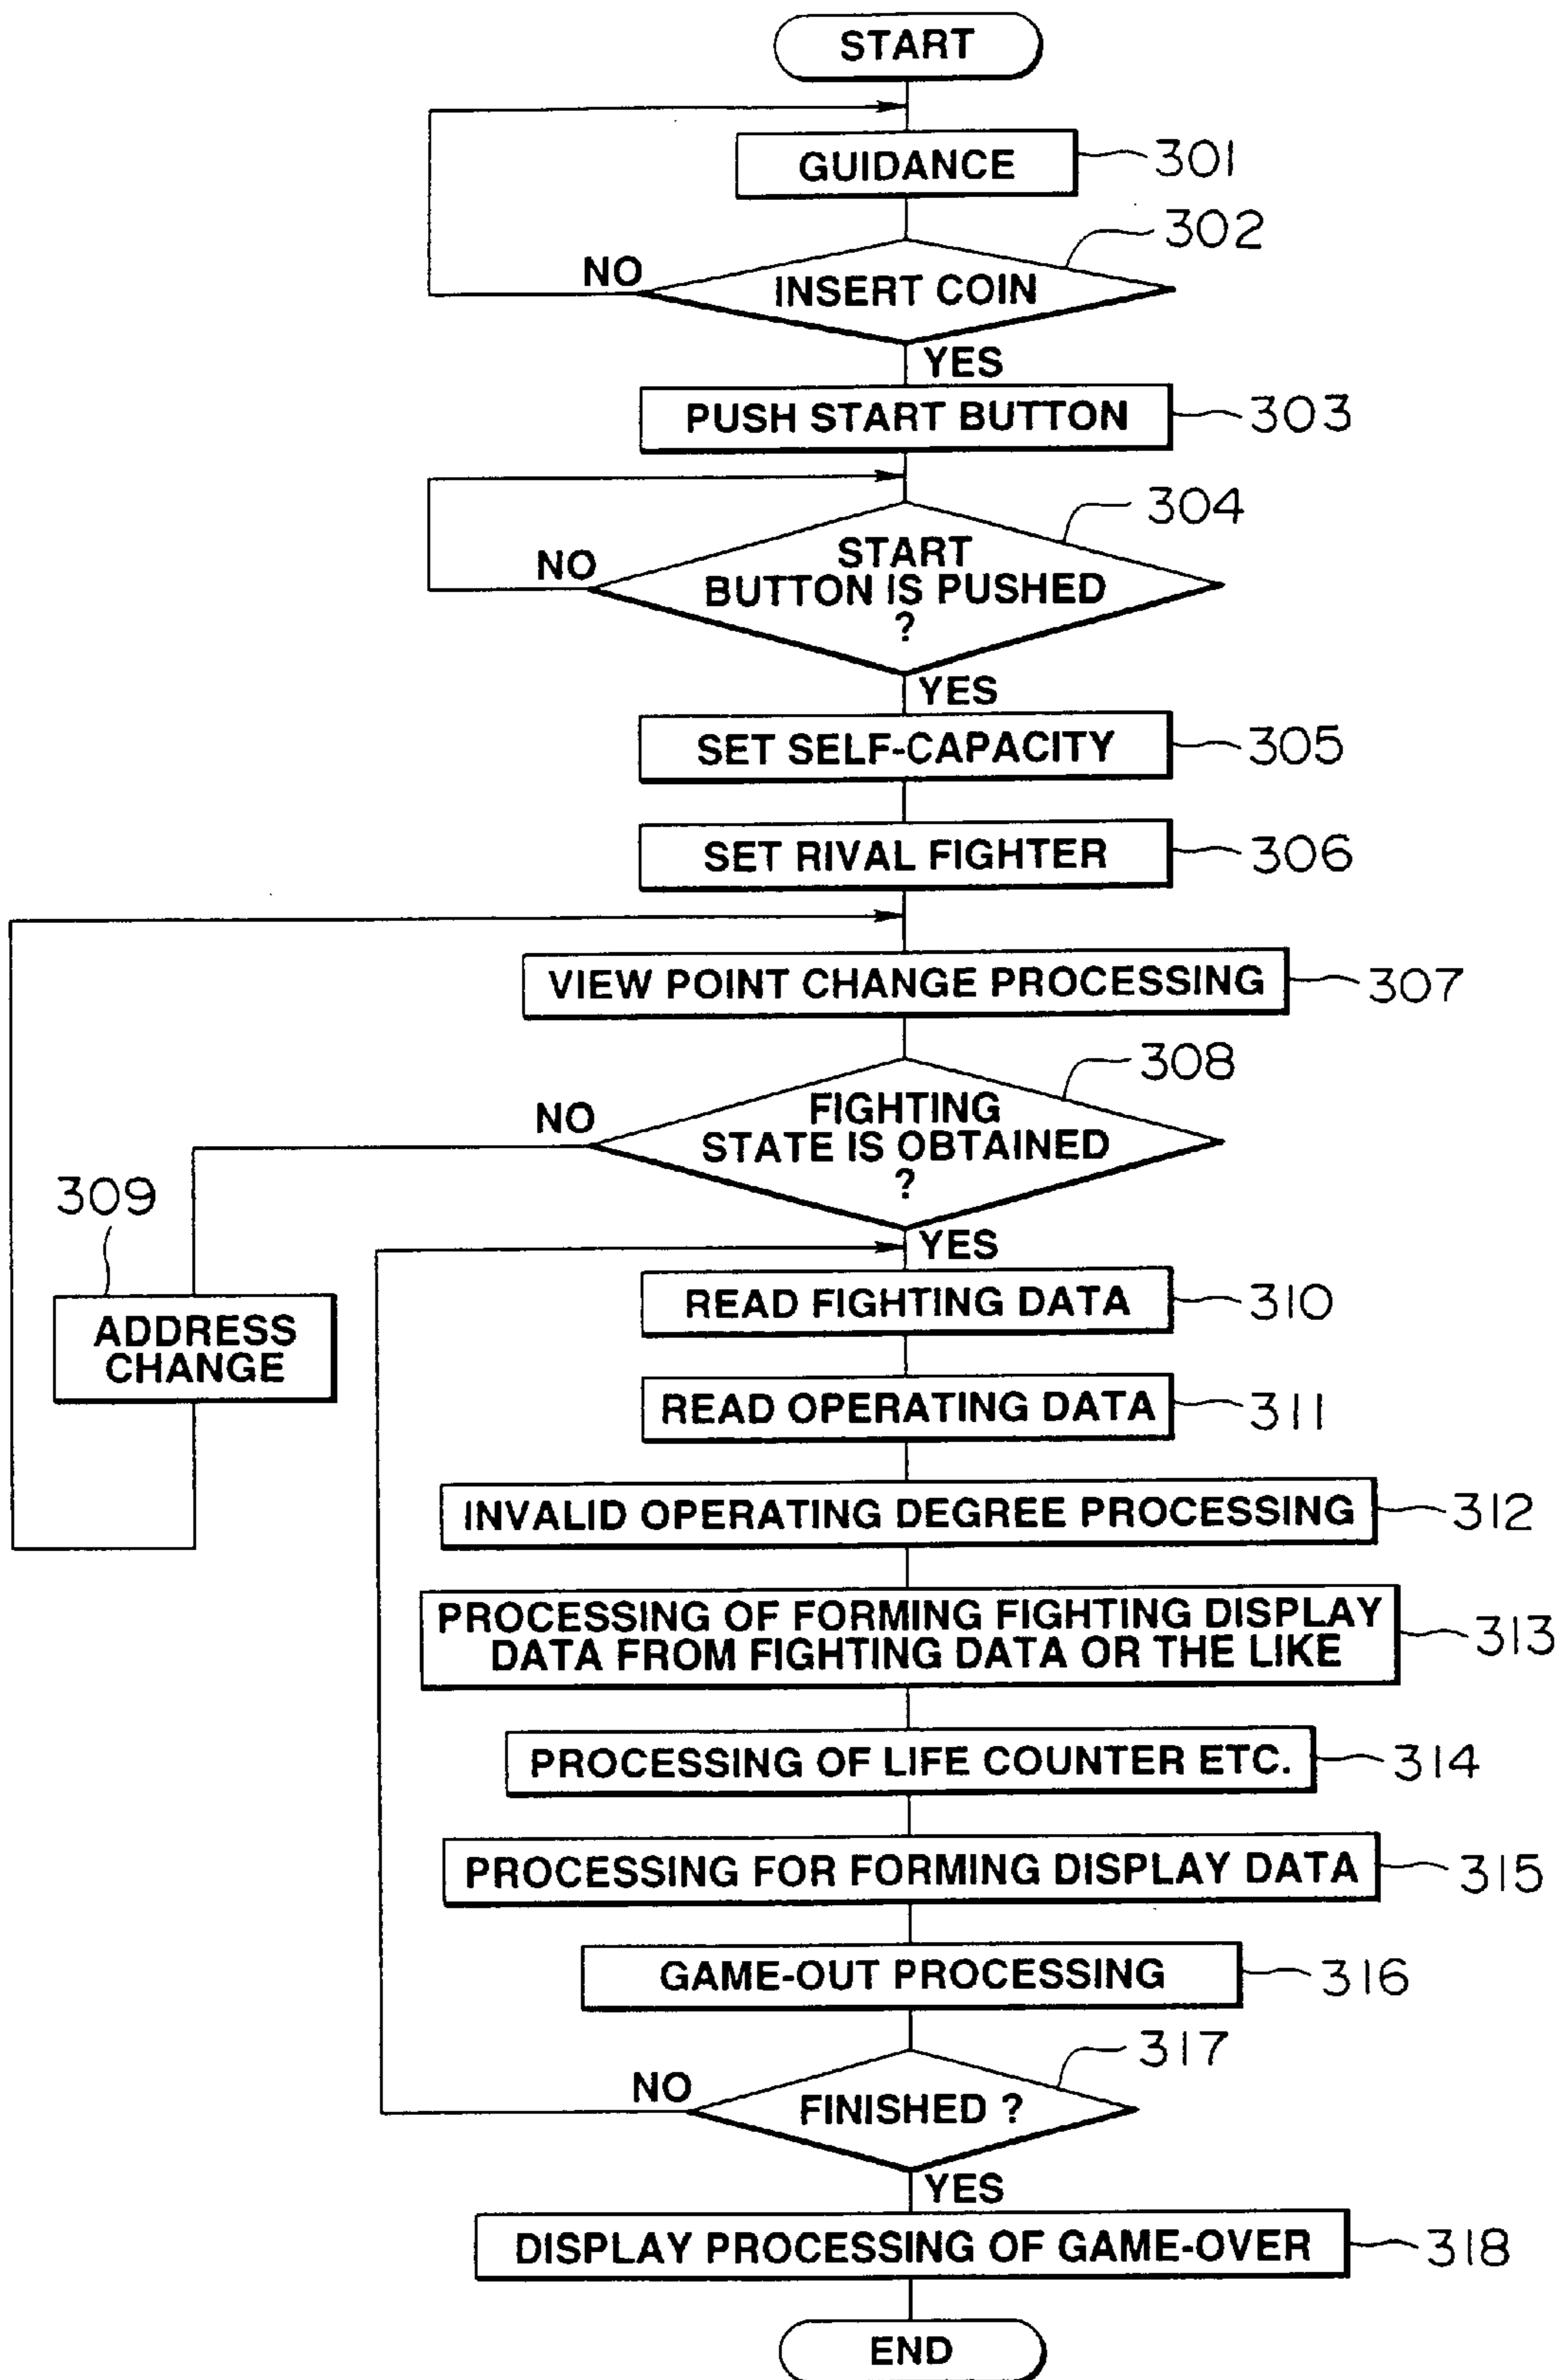 START
GUIDANCE
301
302
NO
INSERT COIN
YES
PUSH START BUTTON
303
304
NO
START
BUTTON IS PUSHED
?
YES
SET SELF-CAPACITY
305
SET RIVAL FIGHTER
306
VIEW POINT CHANGE PROCESSING
307
308
NO
FIGHTING
STATE IS OBTAINED
?
309
YES
ADDRESS
CHANGE
READ FIGHTING DATA
310
READ OPERATING DATA
311
INVALID OPERATING DEGREE PROCESSING
312
PROCESSING OF FORMING FIGHTING DISPLAY
DATA FROM FIGHTING DATA OR THE LIKE
313
PROCESSING OF LIFE COUNTER ETC.
314
PROCESSING FOR FORMING DISPLAY DATA
315
GAME-OUT PROCESSING
316
317
NO
FINISHED ?
YES
DISPLAY PROCESSING OF GAME-OVER
318
END